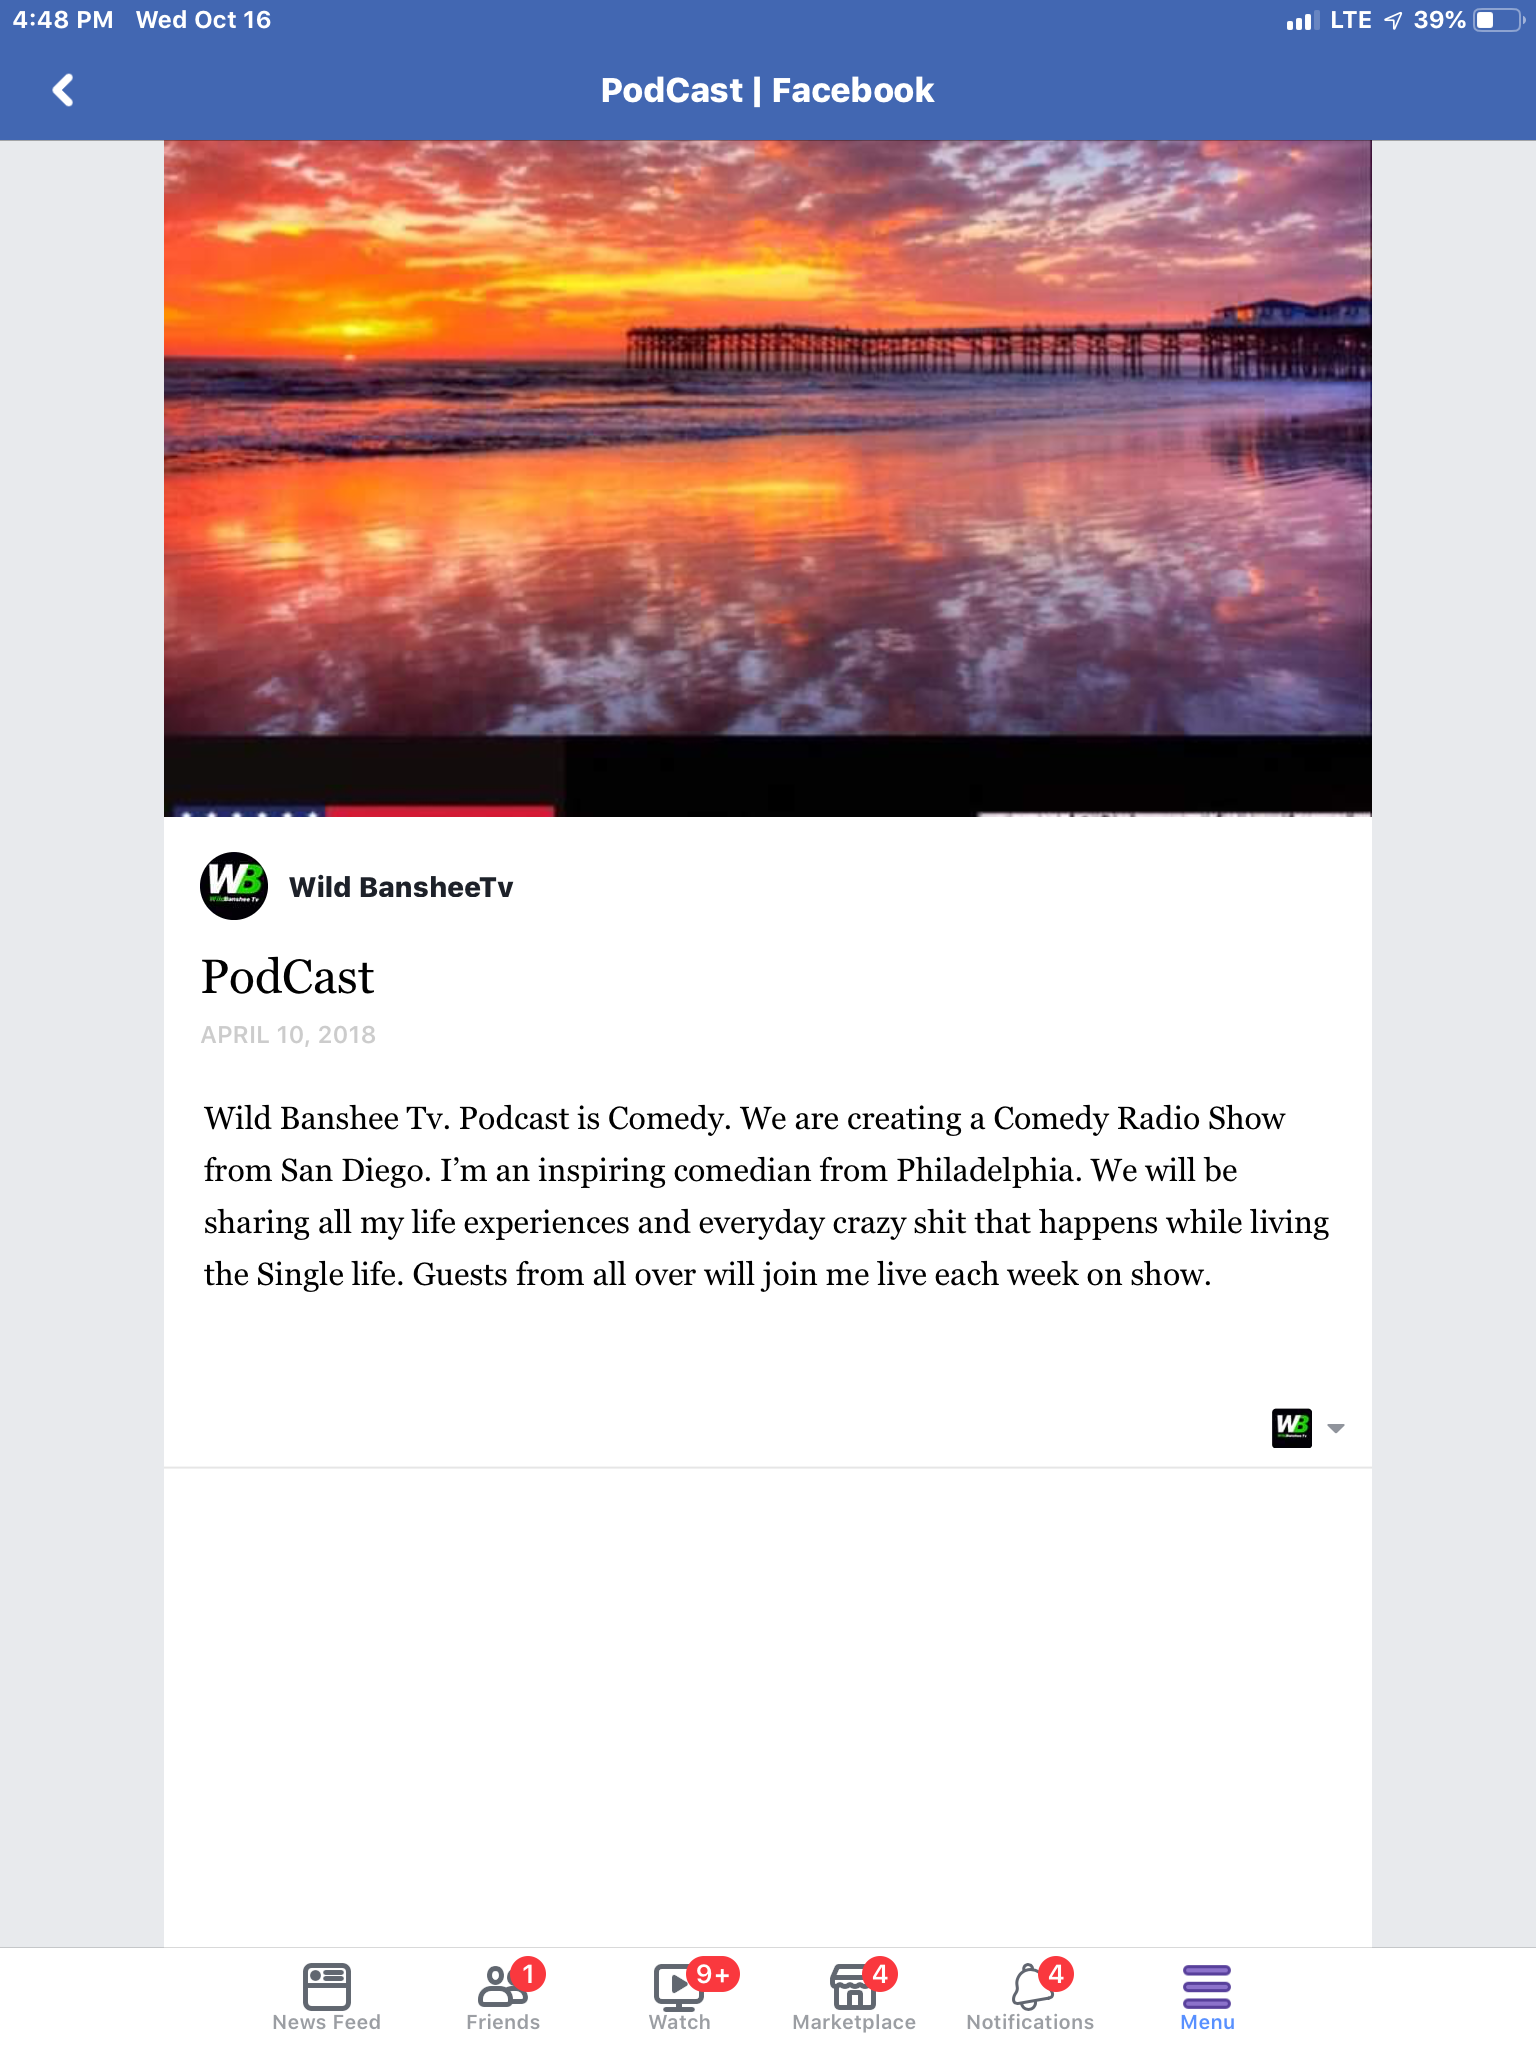 4:48 PM Wed Oct 16 LTE 39%
PodCast | Facebook
WB
WildBanshee Tv
Wild BansheeTv
PodCast
APRIL 10, 2018
Wild Banshee Tv. Podcast is Comedy. We are creating a Comedy Radio Show
from San Diego. I’m an inspiring comedian from Philadelphia. We will be
sharing all my life experiences and everyday crazy shit that happens while living
the Single life. Guests from all over will join me live each week on show.
WB
1 9+ 4 4
News Feed Friends Watch Marketplace Notifications Menu